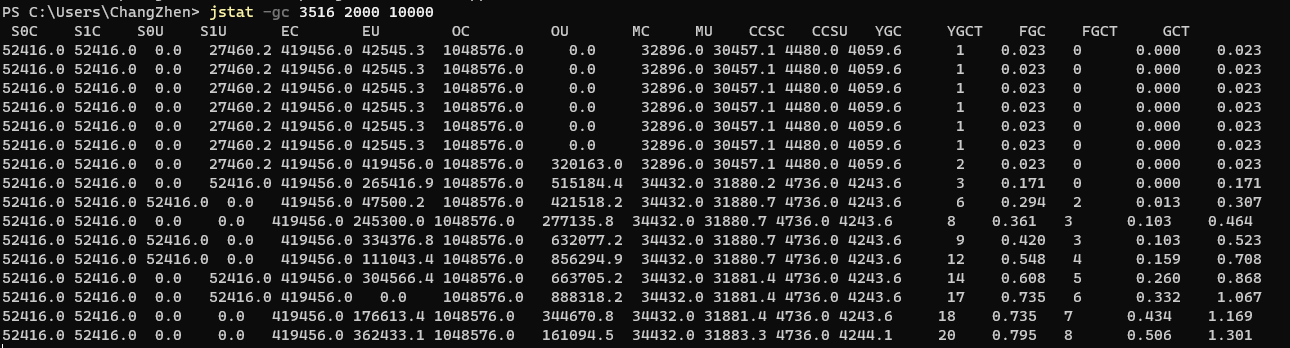 PS C:\Users\ChangZhen> jstat -gc 3516 2000 10000
S0C S1C S0U S1U EC EU OC OU MC MU CCSC CCSU YGC YGCT FGC FGCT GCT
52416.0 52416.0 0.0 27460.2 419456.0 42545.3 1048576.0 0.0 32896.0 30457.1 4480.0 4059.6 1 0.023 0 0.000 0.023
52416.0 52416.0 0.0 27460.2 419456.0 42545.3 1048576.0 0.0 32896.0 30457.1 4480.0 4059.6 1 0.023 0 0.000 0.023
52416.0 52416.0 0.0 27460.2 419456.0 42545.3 1048576.0 0.0 32896.0 30457.1 4480.0 4059.6 1 0.023 0 0.000 0.023
52416.0 52416.0 0.0 27460.2 419456.0 42545.3 1048576.0 0.0 32896.0 30457.1 4480.0 4059.6 1 0.023 0 0.000 0.023
52416.0 52416.0 0.0 27460.2 419456.0 42545.3 1048576.0 0.0 32896.0 30457.1 4480.0 4059.6 1 0.023 0 0.000 0.023
52416.0 52416.0 0.0 27460.2 419456.0 42545.3 1048576.0 0.0 32896.0 30457.1 4480.0 4059.6 1 0.023 0 0.000 0.023
52416.0 52416.0 0.0 27460.2 419456.0 419456.0 1048576.0 320163.0 32896.0 30457.1 4480.0 4059.6 2 0.023 0 0.000 0.023
52416.0 52416.0 0.0 52416.0 419456.0 265416.9 1048576.0 515184.4 34432.0 31880.2 4736.0 4243.6 3 0.171 0 0.000 0.171
52416.0 52416.0 52416.0 0.0 419456.0 47500.2 1048576.0 421518.2 34432.0 31880.7 4736.0 4243.6 6 0.294 2 0.013 0.307
52416.0 52416.0 0.0 0.0 419456.0 245300.0 1048576.0 277135.8 34432.0 31880.7 4736.0 4243.6 8 0.361 3 0.103 0.464
52416.0 52416.0 52416.0 0.0 419456.0 334376.8 1048576.0 632077.2 34432.0 31880.7 4736.0 4243.6 9 0.420 3 0.103 0.523
52416.0 52416.0 52416.0 0.0 419456.0 111043.4 1048576.0 856294.9 34432.0 31880.7 4736.0 4243.6 12 0.548 4 0.159 0.708
52416.0 52416.0 0.0 52416.0 419456.0 304566.4 1048576.0 663705.2 34432.0 31881.4 4736.0 4243.6 14 0.608 5 0.260 0.868
52416.0 52416.0 0.0 52416.0 419456.0 0.0 1048576.0 888318.2 34432.0 31881.4 4736.0 4243.6 17 0.735 6 0.332 1.067
52416.0 52416.0 0.0 0.0 419456.0 176613.4 1048576.0 344670.8 34432.0 31881.4 4736.0 4243.6 18 0.735 7 0.434 1.169
52416.0 52416.0 0.0 0.0 419456.0 362433.1 1048576.0 161094.5 34432.0 31883.3 4736.0 4244.1 20 0.795 8 0.506 1.301